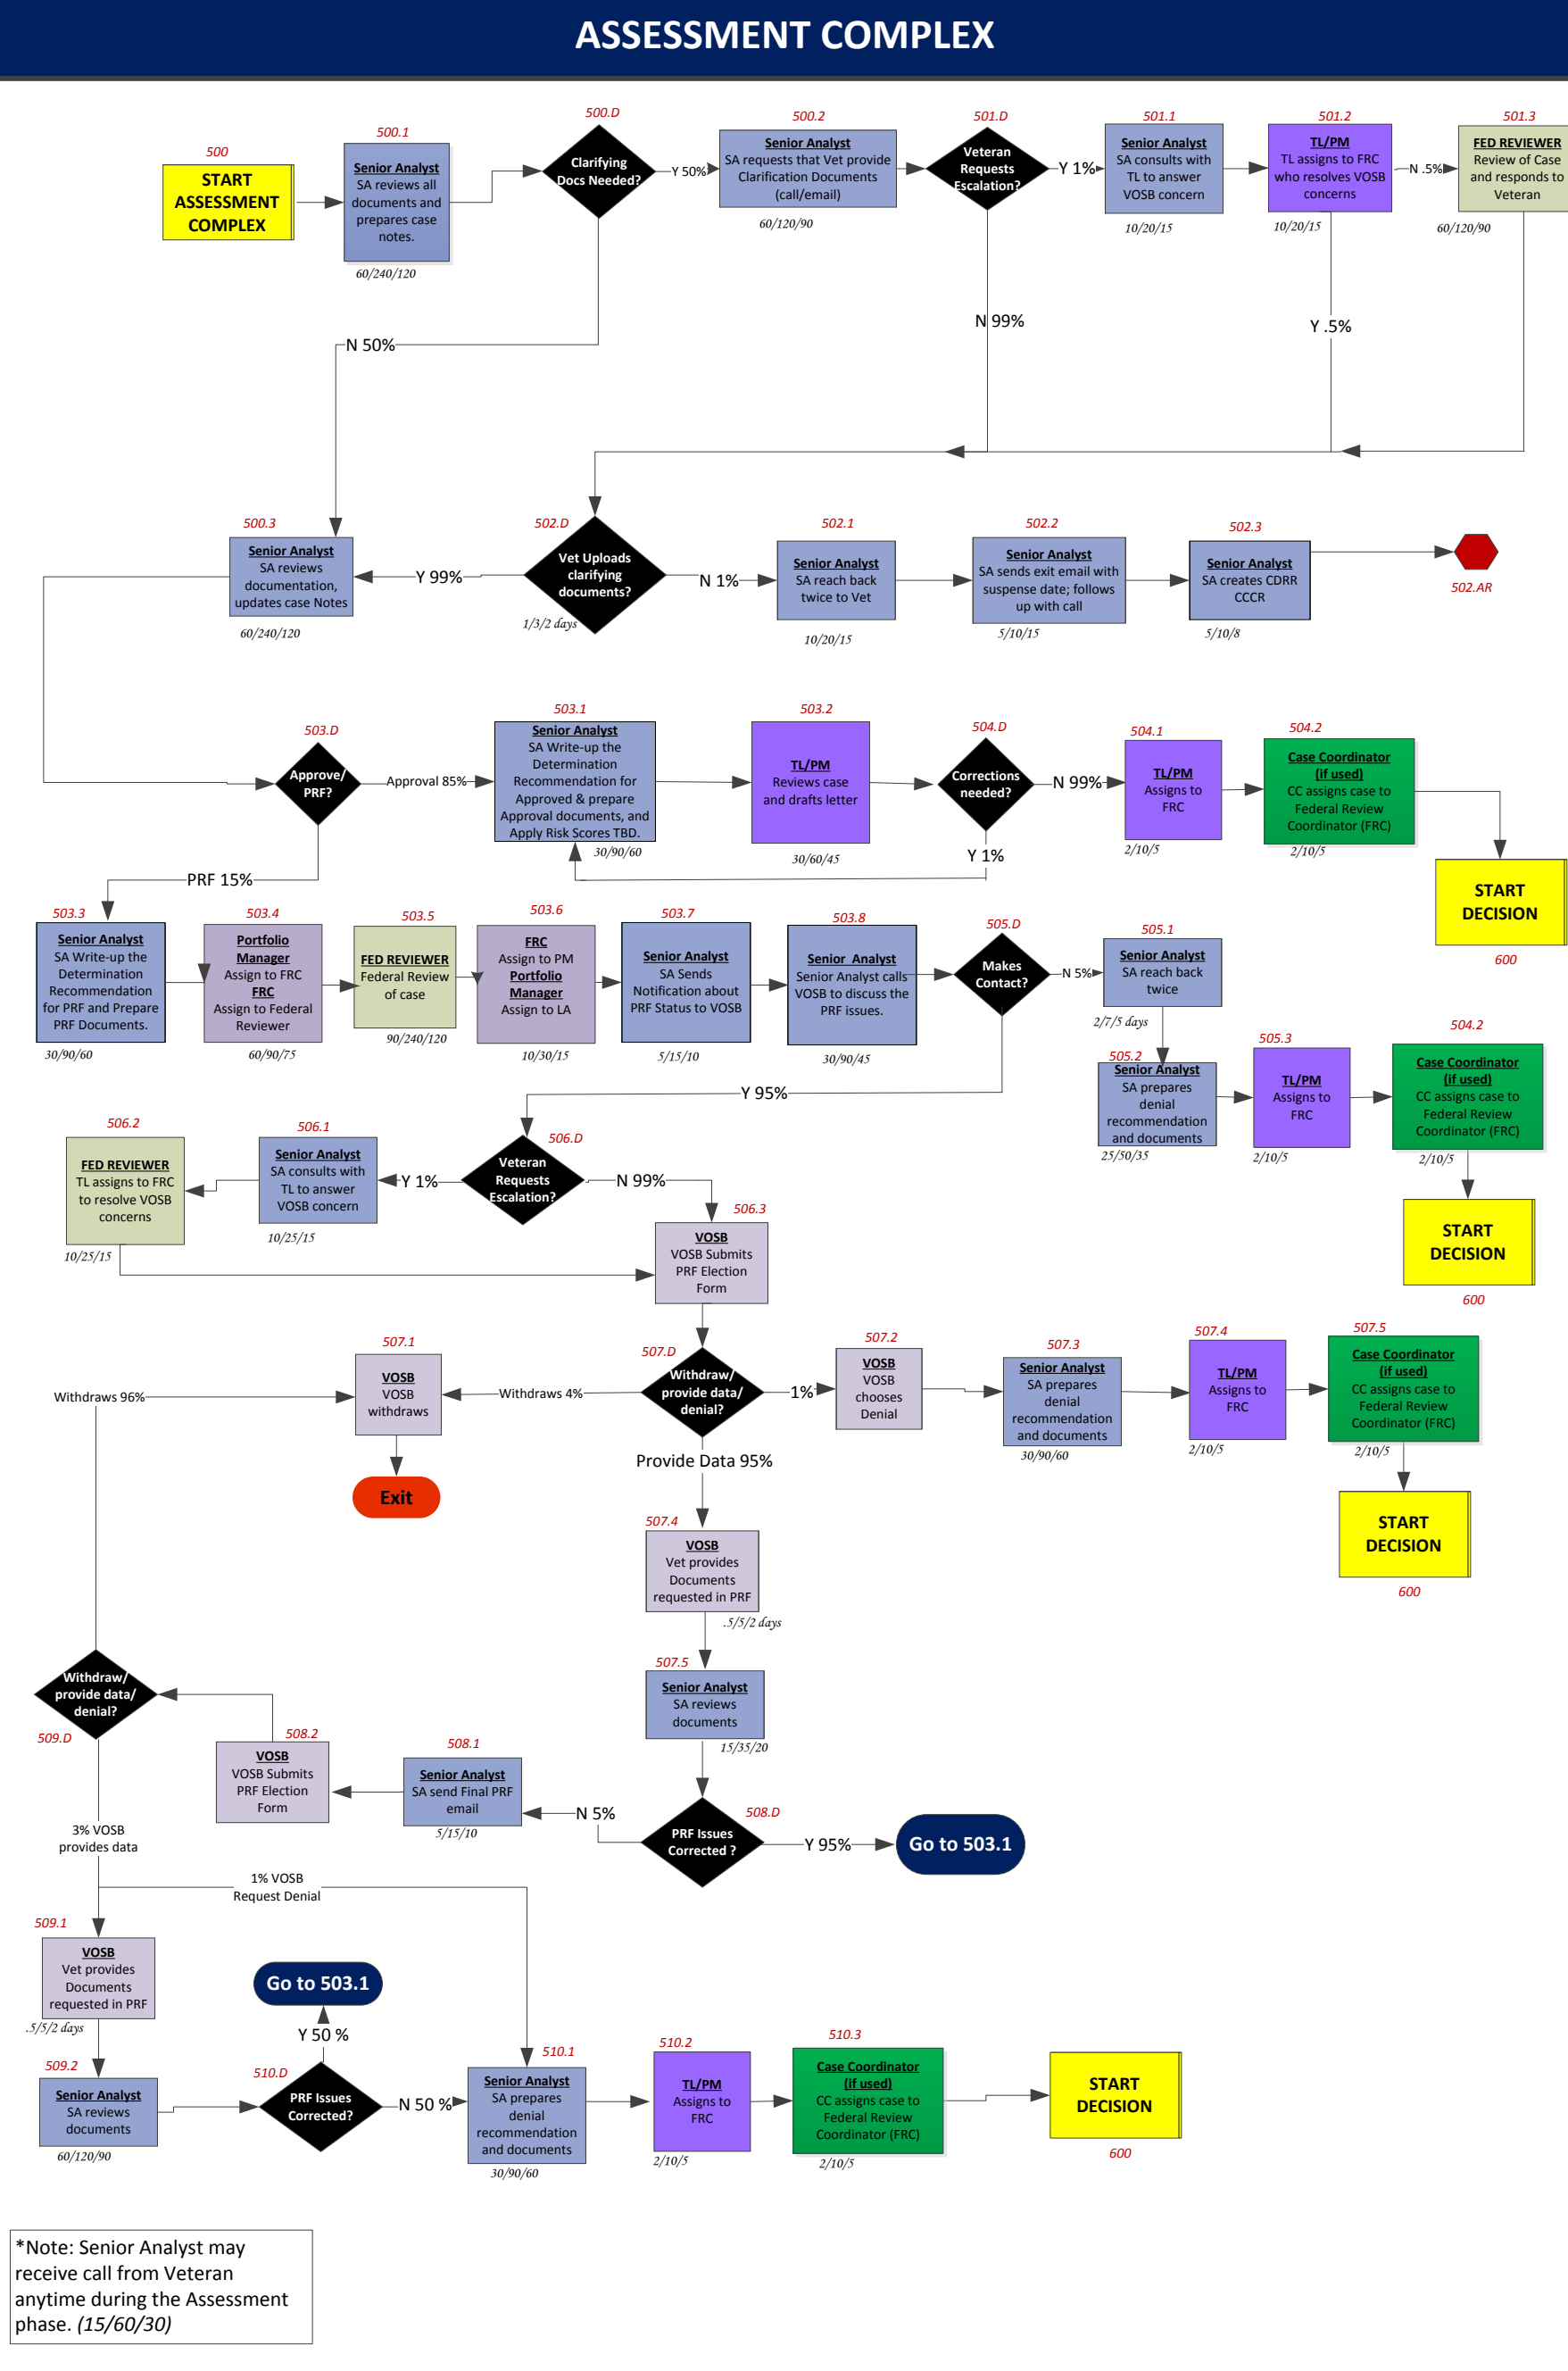 ASSESSMENT COMPLEX
500
START
ASSESSMENT
COMPLEX
500.1
Senior Analyst
SA reviews all
documents and
prepares case
notes.
60/240/120
500.D
Clarifying
Docs Needed?
Y 50%
N 50%
500.2
Senior Analyst
SA requests that Vet provide
Clarification Documents
(call/email)
60/120/90
501.D
Veteran
Requests
Escalation?
Y 1%
N 99%
501.1
Senior Analyst
SA consults with
TL to answer
VOSB concern
10/20/15
501.2
TL/PM
TL assigns to FRC
who resolves VOSB
concerns
10/20/15
N .5%
Y .5%
501.3
FED REVIEWER
Review of Case
and responds to
Veteran
60/120/90
500.3
Senior Analyst
SA reviews
documentation,
updates case Notes
60/240/120
Y 99%
502.D
Vet Uploads
clarifying
documents?
1/3/2 days
N 1%
502.1
Senior Analyst
SA reach back
twice to Vet
10/20/15
502.2
Senior Analyst
SA sends exit email with
suspense date; follows
up with call
5/10/15
502.3
Senior Analyst
SA creates CDRR
CCCR
5/10/8
502.AR
503.D
Approve/
PRF?
Approval 85%
PRF 15%
503.1
Senior Analyst
SA Write-up the
Determination
Recommendation for
Approved & prepare
Approval documents, and
Apply Risk Scores TBD.
30/90/60
503.2
TL/PM
Reviews case
and drafts letter
30/60/45
504.D
Corrections
needed?
N 99%
Y 1%
504.1
TL/PM
Assigns to
FRC
2/10/5
504.2
Case Coordinator
(if used)
CC assigns case to
Federal Review
Coordinator (FRC)
2/10/5
START
DECISION
600
503.3
Senior Analyst
SA Write-up the
Determination
Recommendation
for PRF and Prepare
PRF Documents.
30/90/60
503.4
Portfolio
Manager
Assign to FRC
FRC
Assign to Federal
Reviewer
60/90/75
503.5
FED REVIEWER
Federal Review
of case
90/240/120
503.6
FRC
Assign to PM
Portfolio
Manager
Assign to LA
10/30/15
503.7
Senior Analyst
SA Sends
Notification about
PRF Status to VOSB
5/15/10
503.8
Senior Analyst
Senior Analyst calls
VOSB to discuss the
PRF issues.
30/90/45
505.D
Makes
Contact?
N 5%
Y 95%
505.1
Senior Analyst
SA reach back
twice
2/7/5 days
505.2
Senior Analyst
SA prepares
denial
recommendation
and documents
25/50/35
505.3
TL/PM
Assigns to
FRC
2/10/5
504.2
Case Coordinator
(if used)
CC assigns case to
Federal Review
Coordinator (FRC)
2/10/5
START
DECISION
600
506.2
FED REVIEWER
TL assigns to FRC
to resolve VOSB
concerns
10/25/15
506.1
Senior Analyst
SA consults with
TL to answer
VOSB concern
10/25/15
Y 1%
506.D
Veteran
Requests
Escalation?
N 99%
506.3
VOSB
VOSB Submits
PRF Election
Form
507.1
VOSB
VOSB
withdraws
Exit
Withdraws 96%
Withdraws 4%
507.D
Withdraw/
provide data/
denial?
1%
Provide Data 95%
507.2
VOSB
VOSB
chooses
Denial
507.3
Senior Analyst
SA prepares
denial
recommendation
and documents
30/90/60
507.4
TL/PM
Assigns to
FRC
2/10/5
507.5
Case Coordinator
(if used)
CC assigns case to
Federal Review
Coordinator (FRC)
2/10/5
START
DECISION
600
507.4
VOSB
Vet provides
Documents
requested in PRF
.5/5/2 days
507.5
Senior Analyst
SA reviews
documents
15/35/20
508.D
PRF Issues
Corrected ?
Y 95%
Go to 503.1
N 5%
508.1
Senior Analyst
SA send Final PRF
email
5/15/10
508.2
VOSB
VOSB Submits
PRF Election
Form
Withdraw/
provide data/
denial?
509.D
3% VOSB
provides data
1% VOSB
Request Denial
509.1
VOSB
Vet provides
Documents
requested in PRF
.5/5/2 days
509.2
Senior Analyst
SA reviews
documents
60/120/90
Go to 503.1
Y 50 %
510.D
PRF Issues
Corrected?
N 50 %
510.1
Senior Analyst
SA prepares
denial
recommendation
and documents
30/90/60
510.2
TL/PM
Assigns to
FRC
2/10/5
510.3
Case Coordinator
(if used)
CC assigns case to
Federal Review
Coordinator (FRC)
2/10/5
START
DECISION
600
*Note: Senior Analyst may
receive call from Veteran
anytime during the Assessment
phase. (15/60/30)